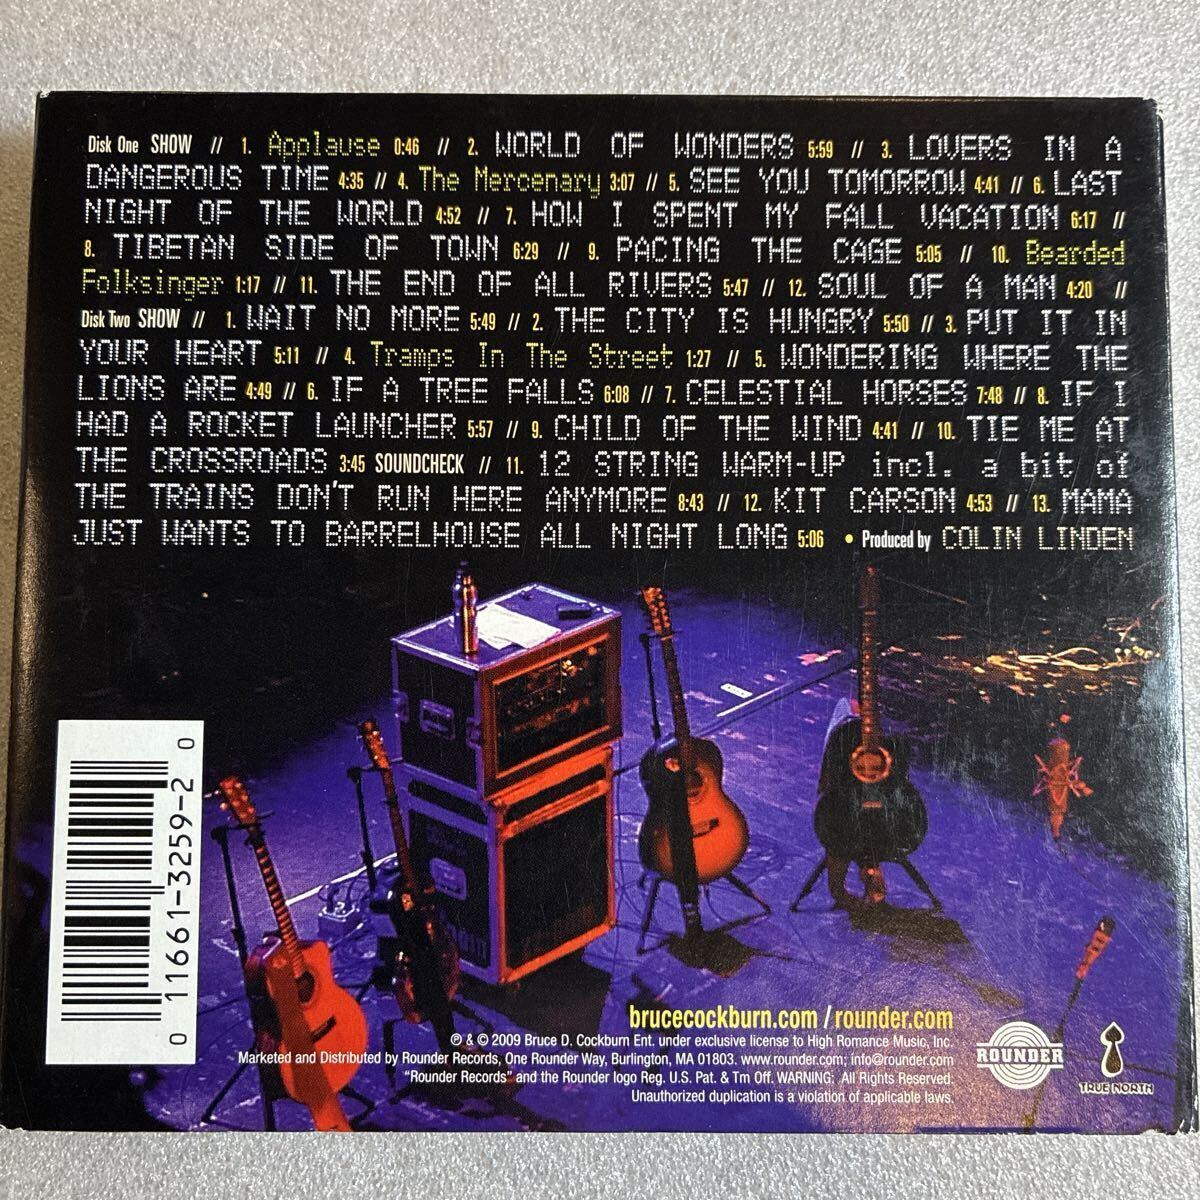 Disk One SHOW // 1. Applause 0:46 // 2. WORLD OF WONDERS 5:59 // 3. LOVERS IN A
DANGEROUS TIME 4:35 // 4. The Mercenary 3:07 // 5. SEE YOU TOMORROW 4:41 // 6. LAST
NIGHT OF THE WORLD 4:52 // 7. HOW I SPENT MY FALL VACATION 6:17 //
8. TIBETAN SIDE OF TOWN 6:29 // 9. PACING THE CAGE 5:05 // 10. Bearded
Folksinger 1:17 // 11. THE END OF ALL RIVERS 5:47 // 12. SOUL OF A MAN 4:20 //
Disk Two SHOW // 1. WAIT NO MORE 5:49 // 2. THE CITY IS HUNGRY 5:50 // 3. PUT IT IN
YOUR HEART 5:11 // 4. Tramps In The Street 1:27 // 5. WONDERING WHERE THE
LIONS ARE 4:49 // 6. IF A TREE FALLS 6:08 // 7. CELESTIAL HORSES 7:48 // 8. IF I
HAD A ROCKET LAUNCHER 5:57 // 9. CHILD OF THE WIND 4:41 // 10. TIE ME AT
THE CROSSROADS 3:45 SOUNDCHECK // 11. 12 STRING WARM-UP incl. a bit of
THE TRAINS DON'T RUN HERE ANYMORE 8:43 // 12. KIT CARSON 4:53 // 13. MAMA
JUST WANTS TO BARRELHOUSE ALL NIGHT LONG 5:06 • Produced by COLIN LINDEN
0 11661-3259-2 0
brucecockburn.com / rounder.com
℗ & © 2009 Bruce D. Cockburn Ent. under exclusive license to High Romance Music, Inc.
Marketed and Distributed by Rounder Records, One Rounder Way, Burlington, MA 01803. www.rounder.com; info@rounder.com
"Rounder Records" and the Rounder logo Reg. U.S. Pat. & Tm Off. WARNING: All Rights Reserved.
Unauthorized duplication is a violation of applicable laws.
ROUNDER
TRUE NORTH